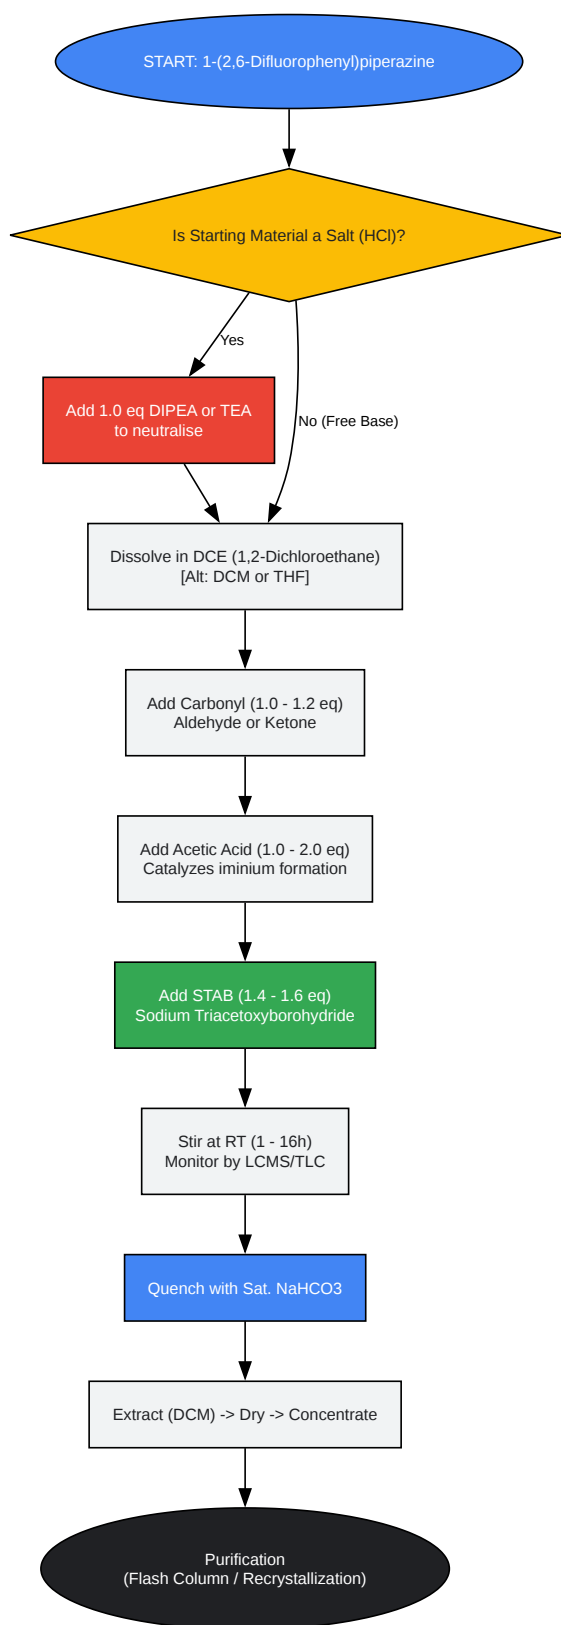 START: 1-(2,6-Difluorophenyl)piperazine
Is Starting Material a Salt (HCl)?
Yes
Add 1.0 eq DIPEA or TEA
to neutralise
No (Free Base)
Dissolve in DCE (1,2-Dichloroethane)
[Alt: DCM or THF]
Add Carbonyl (1.0 - 1.2 eq)
Aldehyde or Ketone
Add Acetic Acid (1.0 - 2.0 eq)
Catalyzes iminium formation
Add STAB (1.4 - 1.6 eq)
Sodium Triacetoxyborohydride
Stir at RT (1 - 16h)
Monitor by LCMS/TLC
Quench with Sat. NaHCO3
Extract (DCM) -> Dry -> Concentrate
Purification
(Flash Column / Recrystallization)